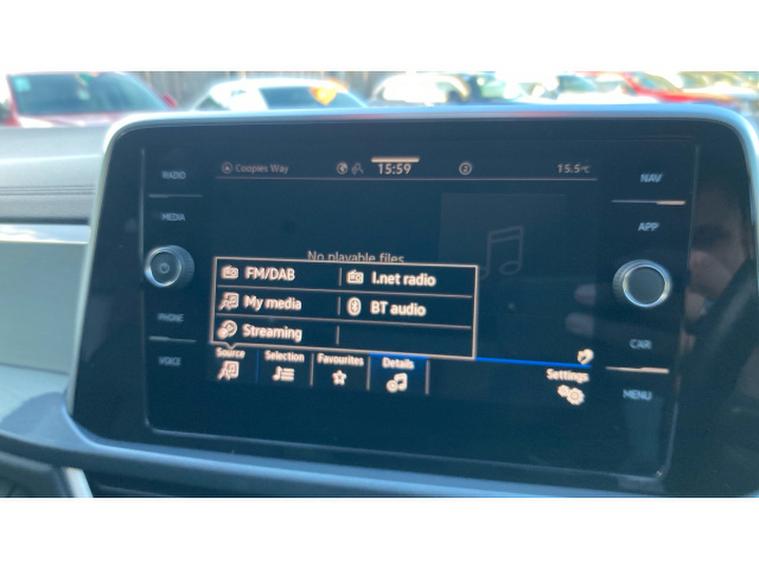 RADIO
MEDIA
PHONE
VOICE
Coopies Way
15:59
2
15.5°C
No playable files
FM/DAB
I.net radio
My media
BT audio
Streaming
Source
Selection
Favourites
Details
Settings
NAV
APP
CAR
MENU